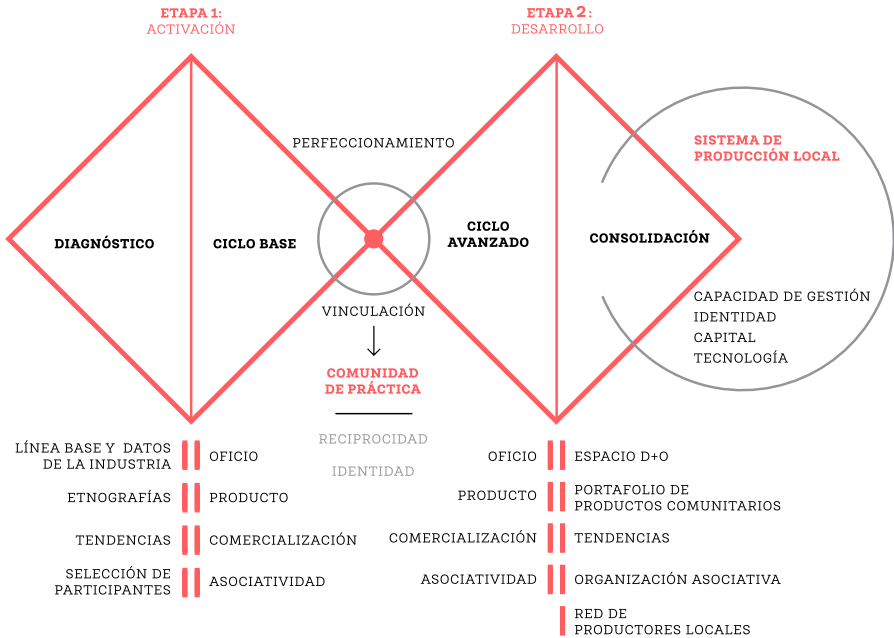 ETAPA 1:
ACTIVACIÓN
ETAPA 2:
DESARROLLO
PERFECCIONAMIENTO
SISTEMA DE
PRODUCCIÓN LOCAL
DIAGNÓSTICO
CICLO BASE
CICLO
AVANZADO
CONSOLIDACIÓN
VINCULACIÓN
COMUNIDAD
DE PRÁCTICA
RECIPROCIDAD
IDENTIDAD
CAPACIDAD DE GESTIÓN
IDENTIDAD
CAPITAL
TECNOLOGÍA
LÍNEA BASE Y DATOS
DE LA INDUSTRIA
ETNOGRAFÍAS
TENDENCIAS
SELECCIÓN DE
PARTICIPANTES
OFICIO
PRODUCTO
COMERCIALIZACIÓN
ASOCIATIVIDAD
OFICIO
PRODUCTO
COMERCIALIZACIÓN
ASOCIATIVIDAD
ESPACIO D+O
PORTAFOLIO DE
PRODUCTOS COMUNITARIOS
TENDENCIAS
ORGANIZACIÓN ASOCIATIVA
RED DE
PRODUCTORES LOCALES